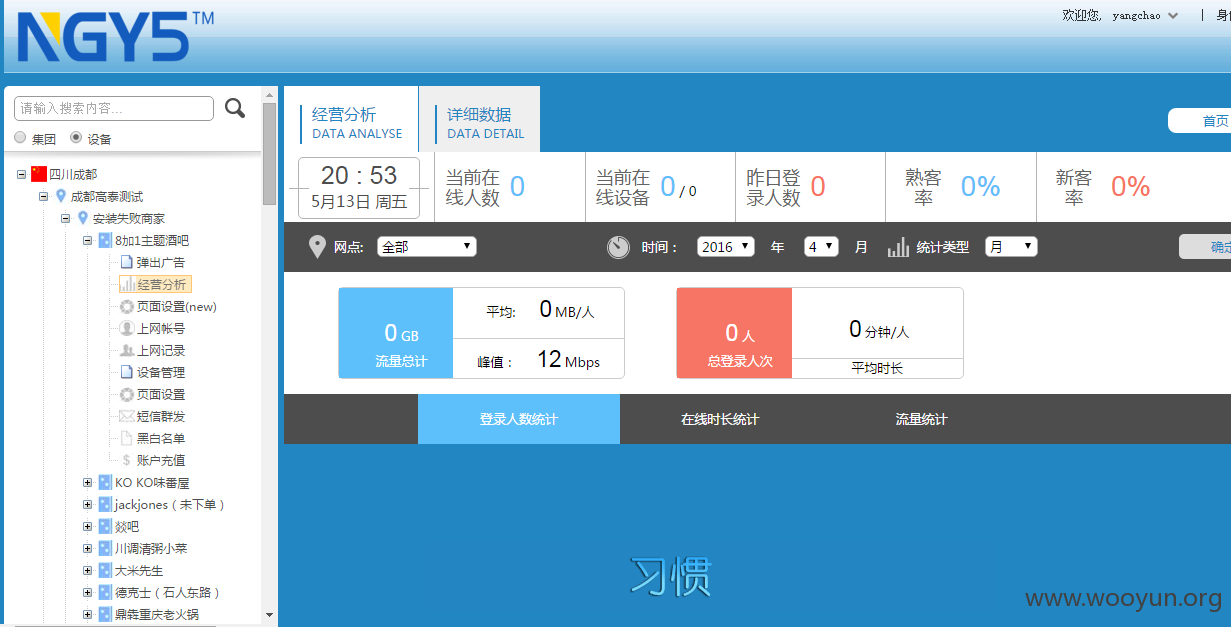 NGY5™
欢迎您, yangchao | 身
请输入搜索内容...
集团 设备
四川成都
成都高泰测试
安装失败商家
8加1主题酒吧
弹出广告
经营分析
页面设置(new)
上网帐号
上网记录
设备管理
页面设置
短信群发
黑白名单
账户充值
KO KO味番屋
jackjones（未下单）
燚吧
川调清粥小菜
大米先生
德克士（石人东路）
鼎犇重庆老火锅
经营分析
DATA ANALYSE
详细数据
DATA DETAIL
首页
20 : 53
5月13日 周五
当前在线人数 0
当前在线设备 0 / 0
昨日登录人数 0
熟客率 0%
新客率 0%
网点: 全部 时间： 2016 年 4 月 统计类型 月 确定
0 GB
流量总计
平均: 0 MB/人
峰值： 12 Mbps
0 人
总登录人次
0 分钟/人
平均时长
登录人数统计 在线时长统计 流量统计
习惯
www.wooyun.org